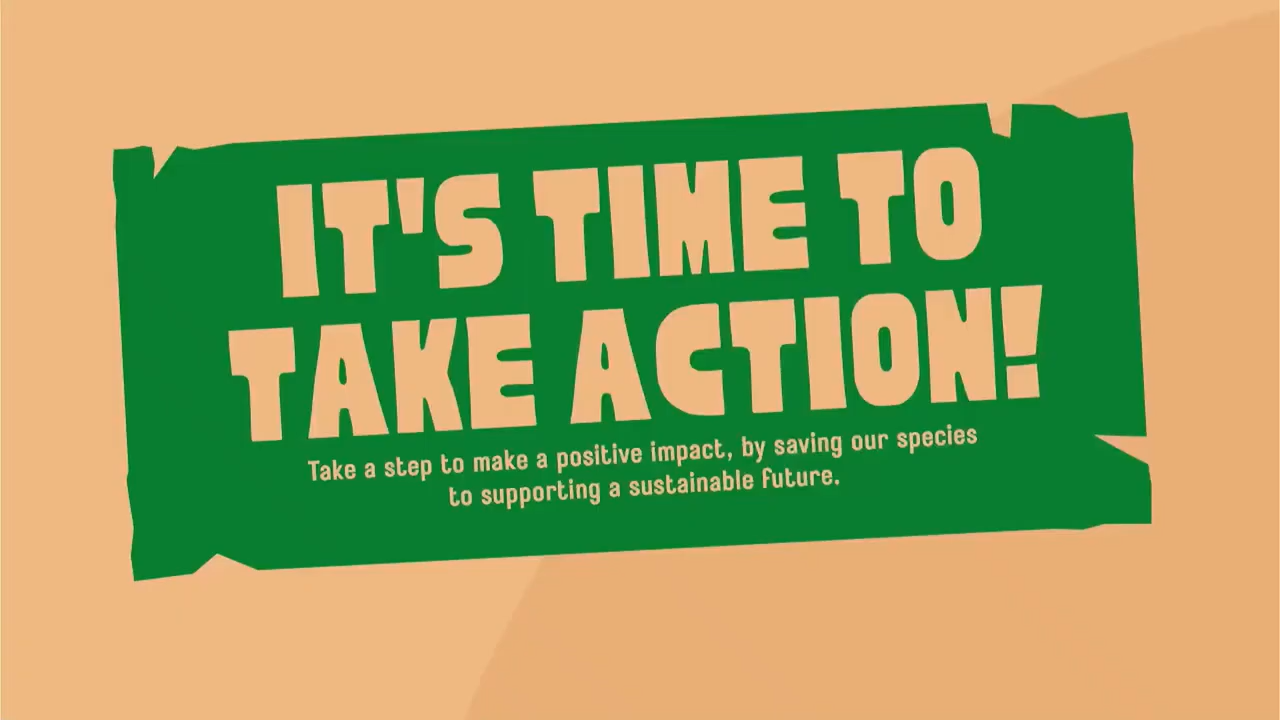 IT'S TIME TO
TAKE ACTION!
Take a step to make a positive impact, by saving our species
to supporting a sustainable future.